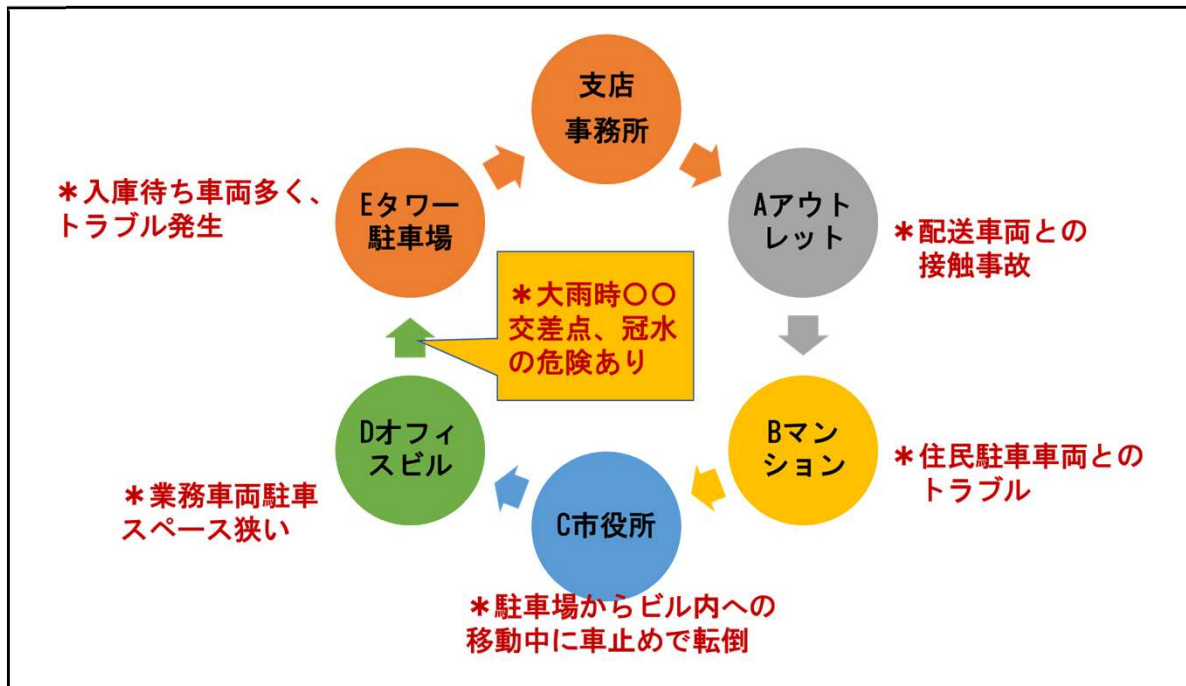 支店
事務所
Aアウト
レット
＊配送車両との
接触事故
Bマン
ション
＊住民駐車車両との
トラブル
C市役所
＊駐車場からビル内への
移動中に車止めで転倒
Dオフィ
スビル
＊業務車両駐車
スペース狭い
＊大雨時〇〇
交差点、冠水
の危険あり
Eタワー
駐車場
＊入庫待ち車両多く、
トラブル発生